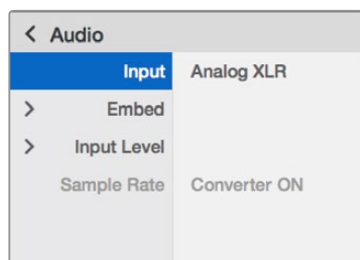 Audio
Input Analog XLR
Embed
Input Level
Sample Rate Converter ON